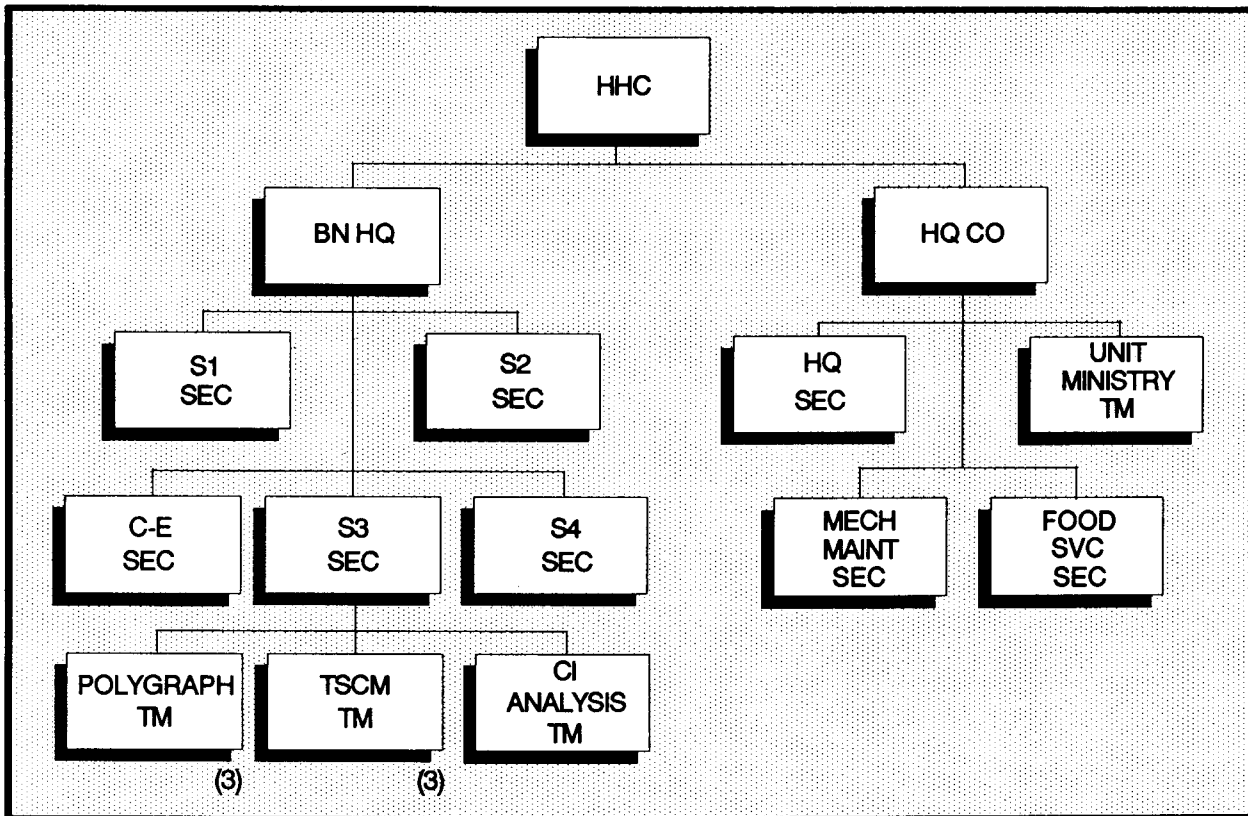 HHC
BN HQ
HQ CO
S1
SEC
S2
SEC
HQ
SEC
UNIT
MINISTRY
TM
C-E
SEC
S3
SEC
S4
SEC
MECH
MAINT
SEC
FOOD
SVC
SEC
POLYGRAPH
TM
(3)
TSCM
TM
(3)
CI
ANALYSIS
TM